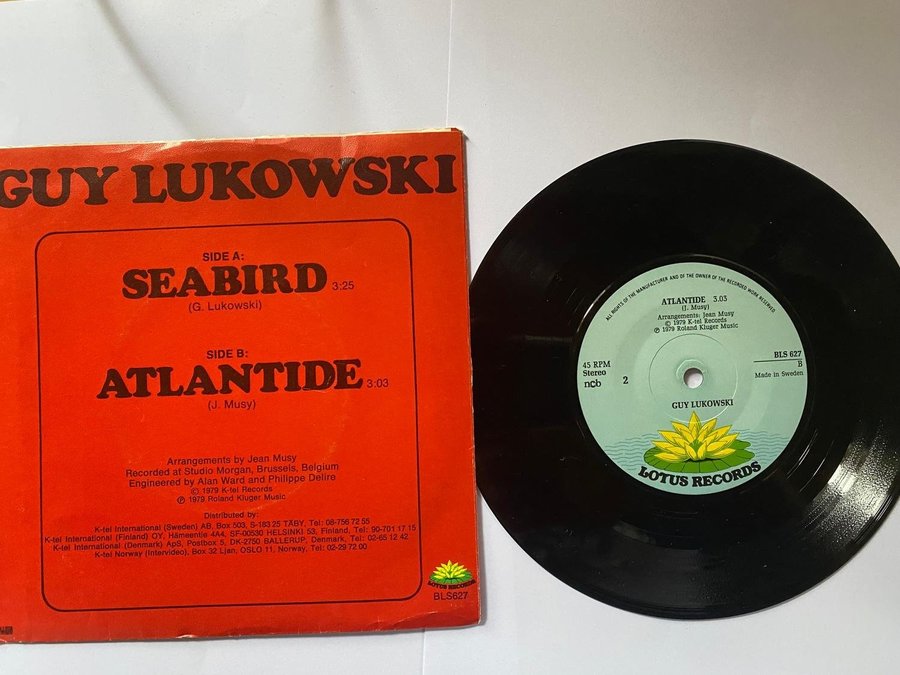 GUY LUKOWSKI
SIDE A:
SEABIRD 3:25
(G. Lukowski)
SIDE B:
ATLANTIDE 3:03
(J. Musy)
Arrangements by Jean Musy
Recorded at Studio Morgan, Brussels, Belgium
Engineered by Alan Ward and Philippe Delire
© 1979 K-tel Records
℗ 1979 Roland Kluger Music
Distributed by:
K-tel International (Sweden) AB, Box 503, S-183 25 TÄBY, Tel: 08-756 72 55
K-tel International (Finland) OY, Hämeentie 4A4, SF-00530 HELSINKI 53, Finland, Tel: 90-701 17 15
K-tel International (Denmark) ApS, Postbox 5, DK-2750 BALLERUP, Denmark, Tel: 02-65 12 42
K-tel Norway (Intervideo), Box 32 Ljan, OSLO 11, Norway, Tel: 02-29 72 00
LOTUS RECORDS
BLS627
ALL RIGHTS OF THE MANUFACTURER AND OF THE OWNER OF THE RECORDED WORK RESERVED.
ATLANTIDE 3.03
(J. Musy)
Arrangements: Jean Musy
© 1979 K-tel Records
℗ 1979 Roland Kluger Music
45 RPM
Stereo
ncb
2
BLS 627
B
Made in Sweden
GUY LUKOWSKI
LOTUS RECORDS